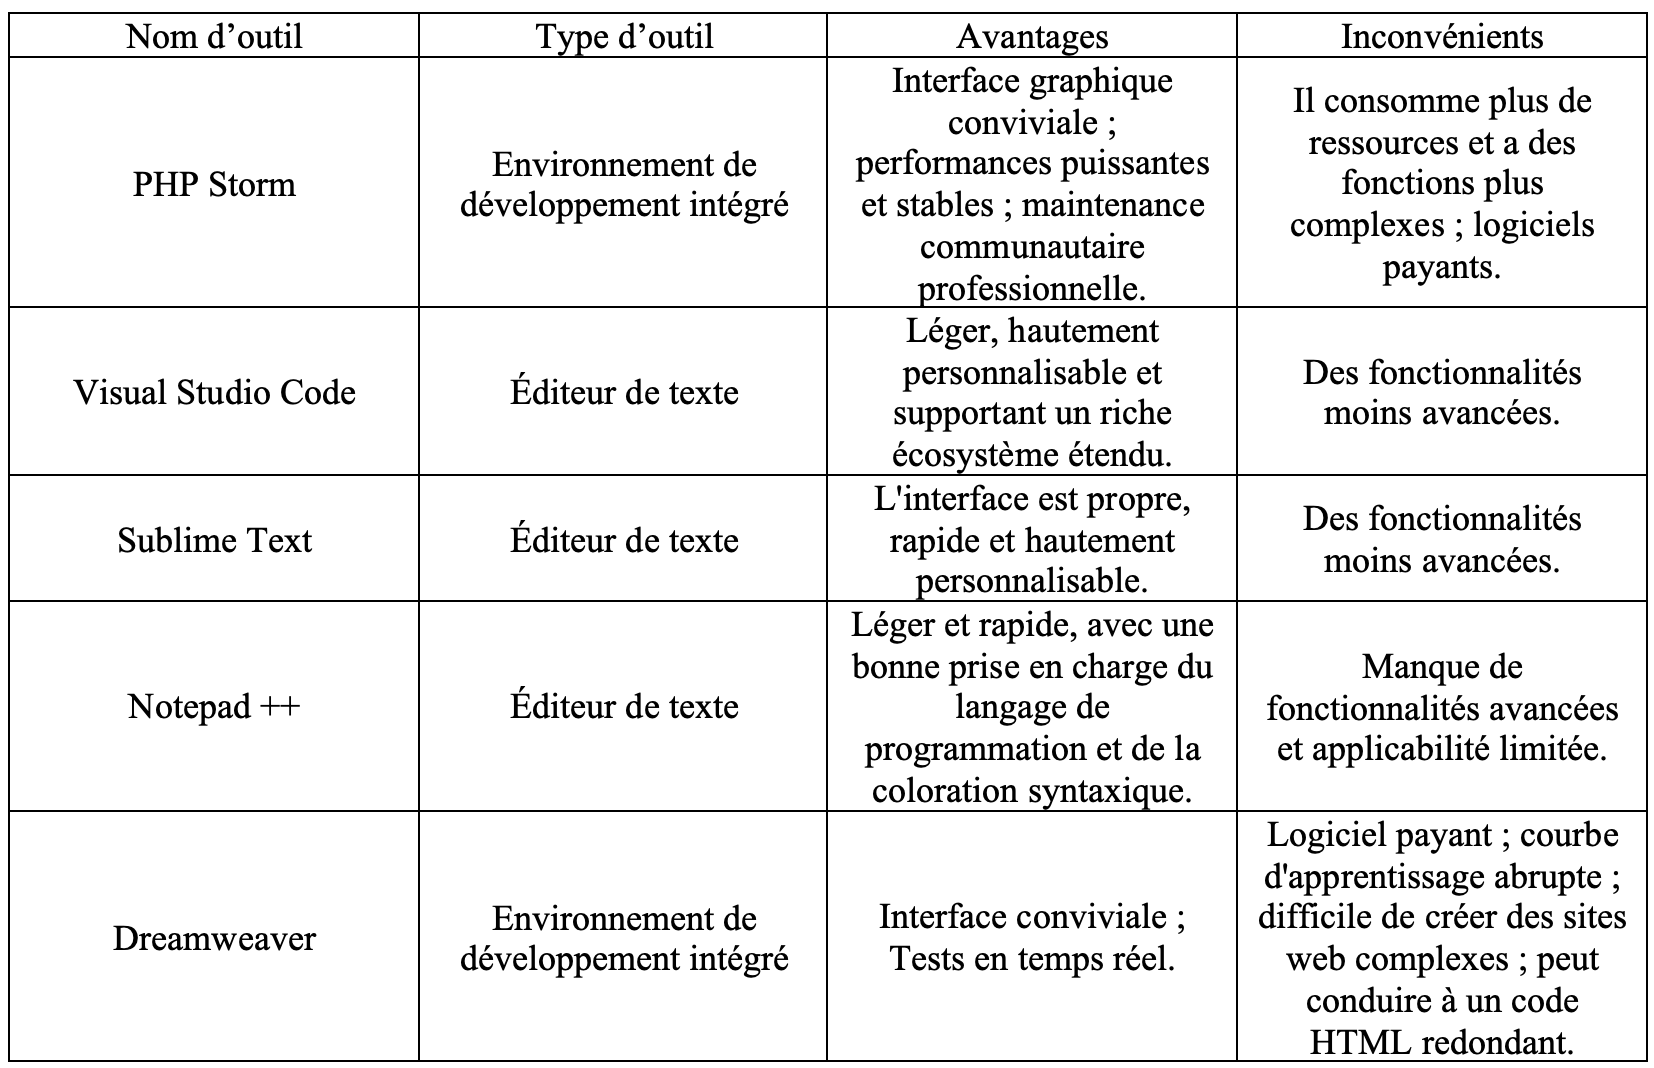 Nom d’outil
Type d’outil
Avantages
Inconvénients
PHP Storm
Environnement de
développement intégré
Interface graphique
conviviale ;
performances puissantes
et stables ; maintenance
communautaire
professionnelle.
Il consomme plus de
ressources et a des
fonctions plus
complexes ; logiciels
payants.
Visual Studio Code
Éditeur de texte
Léger, hautement
personnalisable et
supportant un riche
écosystème étendu.
Des fonctionnalités
moins avancées.
Sublime Text
Éditeur de texte
L'interface est propre,
rapide et hautement
personnalisable.
Des fonctionnalités
moins avancées.
Notepad ++
Éditeur de texte
Léger et rapide, avec une
bonne prise en charge du
langage de
programmation et de la
coloration syntaxique.
Manque de
fonctionnalités avancées
et applicabilité limitée.
Dreamweaver
Environnement de
développement intégré
Interface conviviale ;
Tests en temps réel.
Logiciel payant ; courbe
d'apprentissage abrupte ;
difficile de créer des sites
web complexes ; peut
conduire à un code
HTML redondant.